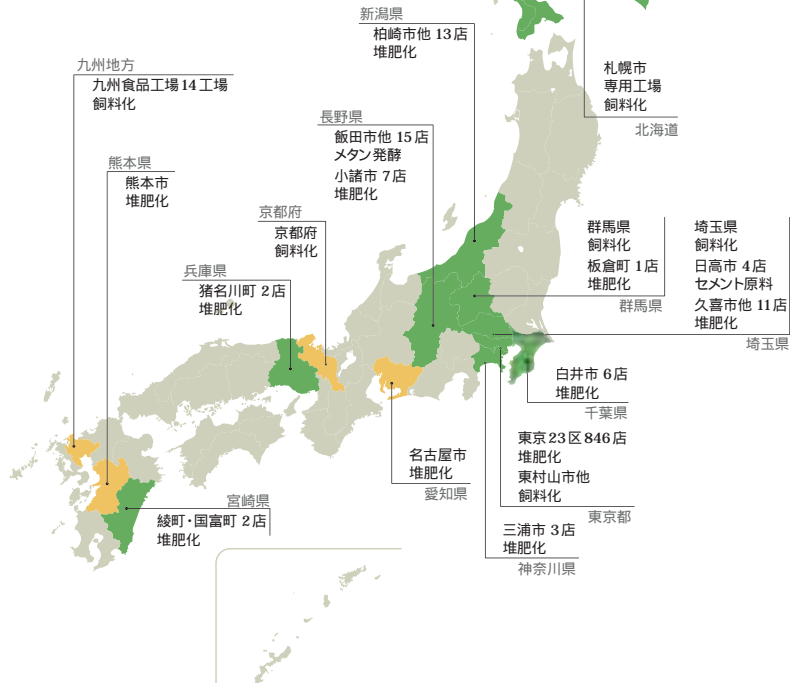 新潟県
柏崎市他 13店
堆肥化
九州地方
九州食品工場14工場
飼料化
札幌市
専用工場
飼料化
北海道
長野県
飯田市他 15店
メタン発酵
小諸市 7店
堆肥化
熊本県
熊本市
堆肥化
京都府
京都府
飼料化
群馬県
飼料化
板倉町 1店
堆肥化
群馬県
埼玉県
飼料化
日高市 4店
セメント原料
久喜市他 11店
堆肥化
埼玉県
兵庫県
猪名川町 2店
堆肥化
白井市 6店
堆肥化
千葉県
東京23区846店
堆肥化
東村山市他
飼料化
東京都
名古屋市
堆肥化
愛知県
宮崎県
綾町・国富町 2店
堆肥化
三浦市 3店
堆肥化
神奈川県